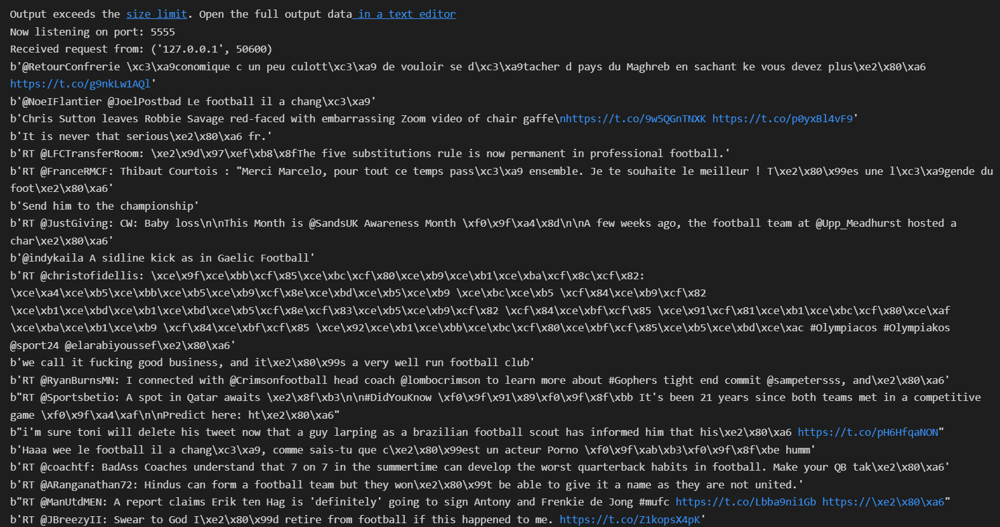 Output exceeds the size limit. Open the full output data in a text editor
Now listening on port: 5555
Received request from: ('127.0.0.1', 50600)
b'@RetourConfrerie \xc3\xa9conomique c un peu culott\xc3\xa9 de vouloir se d\xc3\xa9tacher d pays du Maghreb en sachant ke vous devez plus\xe2\x80\xa6
https://t.co/g9nkLw1AQl'
b'@NoeIFlantier @JoelPostbad Le football il a chang\xc3\xa9'
b'Chris Sutton leaves Robbie Savage red-faced with embarrassing Zoom video of chair gaffe\nhttps://t.co/9w5QGnTNXK https://t.co/p0yxBl4vF9'
b'It is never that serious\xe2\x80\xa6 fr.'
b'RT @LFCTransferRoom: \xe2\x9d\x97\xef\xb8\x8fThe five substitutions rule is now permanent in professional football.'
b'RT @FranceRMCF: Thibaut Courtois : "Merci Marcelo, pour tout ce temps pass\xc3\xa9 ensemble. Je te souhaite le meilleur ! T\xe2\x80\x99es une l\xc3\xa9gende du
foot\xe2\x80\xa6'
b'Send him to the championship'
b'RT @JustGiving: CW: Baby loss\n\nThis Month is @SandsUK Awareness Month \xf0\x9f\xa4\x8d\n\nA few weeks ago, the football team at @Upp_Meadhurst hosted a
char\xe2\x80\xa6'
b'@indykaila A sidline kick as in Gaelic Football'
b'RT @christofidellis: \xce\x9f\xce\xbb\xcf\x85\xce\xbc\xcf\x80\xce\xb9\xce\xb1\xce\xba\xcf\x8c\xcf\x82:
\xce\xa4\xce\xb5\xce\xbb\xce\xb5\xce\xb9\xcf\x8e\xce\xbd\xce\xb5\xce\xb9 \xce\xbc\xce\xb5 \xcf\x84\xce\xb9\xcf\x82
\xce\xb1\xce\xbd\xce\xb1\xce\xbd\xce\xb5\xcf\x8e\xcf\x83\xce\xb5\xce\xb9\xcf\x82 \xcf\x84\xce\xbf\xcf\x85 \xce\x91\xcf\x81\xce\xb1\xce\xbc\xcf\x80\xce\xaf
\xce\xba\xce\xb1\xce\xb9 \xcf\x84\xce\xbf\xcf\x85 \xce\x92\xce\xb1\xce\xbb\xce\xbc\xcf\x80\xce\xbf\xcf\x85\xce\xb5\xce\xbd\xce\xac #Olympiacos #Olympiakos
@sport24 @elarabiyoussef\xe2\x80\xa6'
b'we call it fucking good business, and it\xe2\x80\x99s a very well run football club'
b'RT @RyanBurnsMN: I connected with @Crimsonfootball head coach @lombocrimson to learn more about #Gophers tight end commit @sampetersss, and\xe2\x80\xa6'
b"RT @Sportsbetio: A spot in Qatar awaits \xe2\x8f\xb3\n\n#DidYouKnow \xf0\x9f\x91\x89\xf0\x9f\x8f\xbb It's been 21 years since both teams met in a competitive
game \xf0\x9f\xa4\xaf\n\nPredict here: ht\xe2\x80\xa6"
b"i'm sure toni will delete his tweet now that a guy larping as a brazilian football scout has informed him that his\xe2\x80\xa6 https://t.co/pH6HfqaNON"
b'Haaa wee le football il a chang\xc3\xa9, comme sais-tu que c\xe2\x80\x99est un acteur Porno \xf0\x9f\xab\xb3\xf0\x9f\x8f\xbe humm'
b'RT @coachtf: BadAss Coaches understand that 7 on 7 in the summertime can develop the worst quarterback habits in football. Make your QB tak\xe2\x80\xa6'
b'RT @ARanganathan72: Hindus can form a football team but they won\xe2\x80\x99t be able to give it a name as they are not united.'
b"RT @ManUtdMEN: A report claims Erik ten Hag is 'definitely' going to sign Antony and Frenkie de Jong #mufc https://t.co/Lbba9ni1Gb https://\xe2\x80\xa6"
b'RT @JBreezyII: Swear to God I\xe2\x80\x99d retire from football if this happened to me. https://t.co/Z1kopsX4pK'